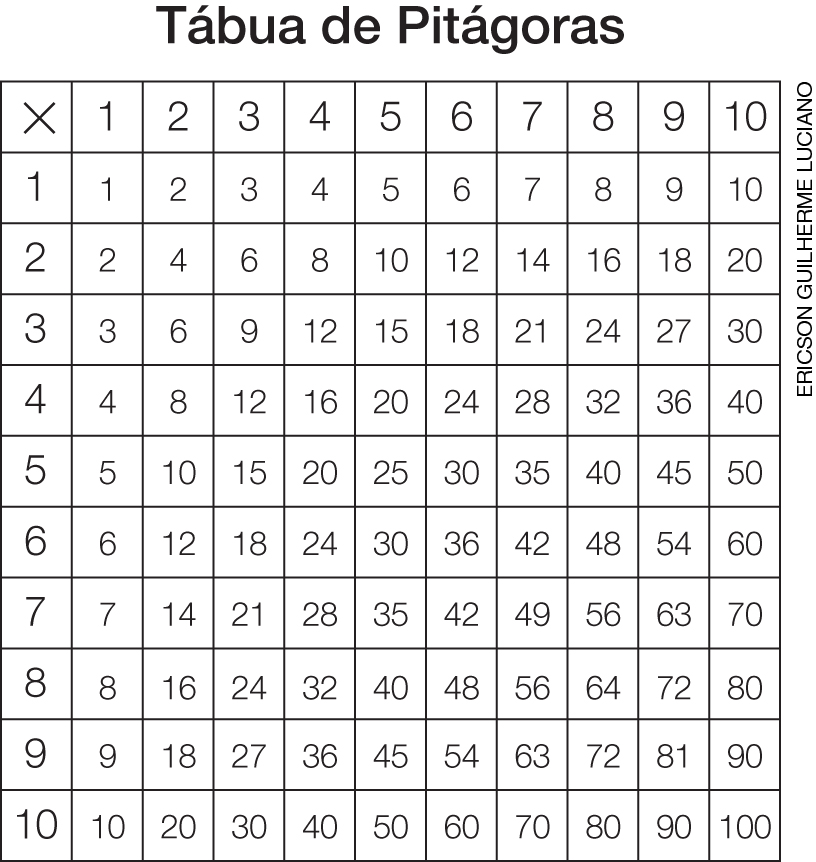 Tábua de Pitágoras
× 1 2 3 4 5 6 7 8 9 10
1 1 2 3 4 5 6 7 8 9 10
2 2 4 6 8 10 12 14 16 18 20
3 3 6 9 12 15 18 21 24 27 30
4 4 8 12 16 20 24 28 32 36 40
5 5 10 15 20 25 30 35 40 45 50
6 6 12 18 24 30 36 42 48 54 60
7 7 14 21 28 35 42 49 56 63 70
8 8 16 24 32 40 48 56 64 72 80
9 9 18 27 36 45 54 63 72 81 90
10 10 20 30 40 50 60 70 80 90 100
ERICSON GUILHERME LUCIANO